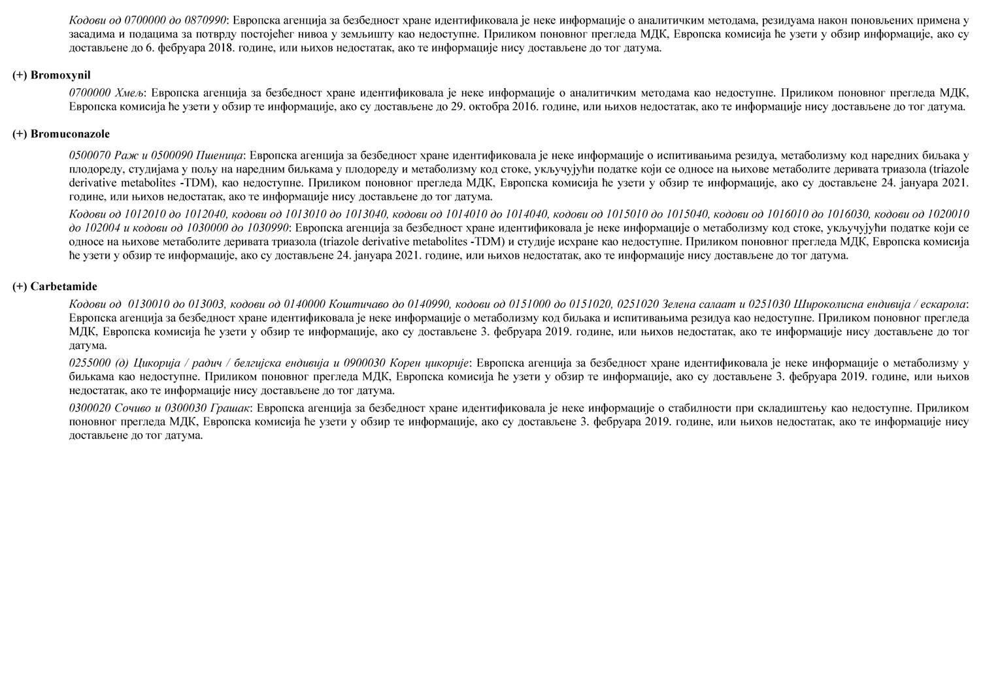 Кодови од 0700000 до 0870990: Европска агенција за безбедност хране идентификовала је неке информације о аналитичким методама, резидуама након поновљених примена у
засадима и подацима за потврду постојећег нивоа у земљишту као недоступне. Приликом поновног прегледа МДК, Европска комисија ће узети у обзир информације, ако су
достављене до 6. фебруара 2018. године, или њихов недостатак, ако те информације нису достављене до тог датума.
(+) Bromoxynil
0700000 Хмељ: Европска агенција за безбедност хране идентификовала је неке информације о аналитичким методама као недоступне. Приликом поновног прегледа МДК,
Европска комисија ће узети у обзир те информације, ако су достављене до 29. октобра 2016. године, или њихов недостатак, ако те информације нису достављене до тог датума.
(+) Bromuconazole
0500070 Раж и 0500090 Пшеница: Европска агенција за безбедност хране идентификовала је неке информације о испитивањима резидуа, метаболизму код наредних биљака у
плодореду, студијама у пољу на наредним биљкама у плодореду и метаболизму код стоке, укључујући податке који се односе на њихове метаболите деривата триазола (triazole
derivative metabolites -TDM), као недоступне. Приликом поновног прегледа МДК, Европска комисија ће узети у обзир те информације, ако су достављене 24. јануара 2021.
године, или њихов недостатак, ако те информације нису достављене до тог датума.
Кодови од 1012010 до 1012040, кодови од 1013010 до 1013040, кодови од 1014010 до 1014040, кодови од 1015010 до 1015040, кодови од 1016010 до 1016030, кодови од 1020010
до 102004 и кодови од 1030000 до 1030990: Европска агенција за безбедност хране идентификовала је неке информације о метаболизму код стоке, укључујући податке који се
односе на њихове метаболите деривата триазола (triazole derivative metabolites -TDM) и студије исхране као недоступне. Приликом поновног прегледа МДК, Европска комисија
ће узети у обзир те информације, ако су достављене 24. јануара 2021. године, или њихов недостатак, ако те информације нису достављене до тог датума.
(+) Carbetamide
Кодови од  0130010 до 013003, кодови од 0140000 Коштичаво до 0140990, кодови од 0151000 до 0151020, 0251020 Зелена салаат и 0251030 Широколисна ендивија / ескарола:
Европска агенција за безбедност хране идентификовала је неке информације о метаболизму код биљака и испитивањима резидуа као недоступне. Приликом поновног прегледа
МДК, Европска комисија ће узети у обзир те информације, ако су достављене 3. фебруара 2019. године, или њихов недостатак, ако те информације нису достављене до тог
датума.
0255000 (д) Цикорија / радич / белгијска ендивија и 0900030 Корен цикорије: Европска агенција за безбедност хране идентификовала је неке информације о метаболизму у
биљкама као недоступне. Приликом поновног прегледа МДК, Европска комисија ће узети у обзир те информације, ако су достављене 3. фебруара 2019. године, или њихов
недостатак, ако те информације нису достављене до тог датума.
0300020 Сочиво и 0300030 Грашак: Европска агенција за безбедност хране идентификовала је неке информације о стабилности при складиштењу као недоступне. Приликом
поновног прегледа МДК, Европска комисија ће узети у обзир те информације, ако су достављене 3. фебруара 2019. године, или њихов недостатак, ако те информације нису
достављене до тог датума.